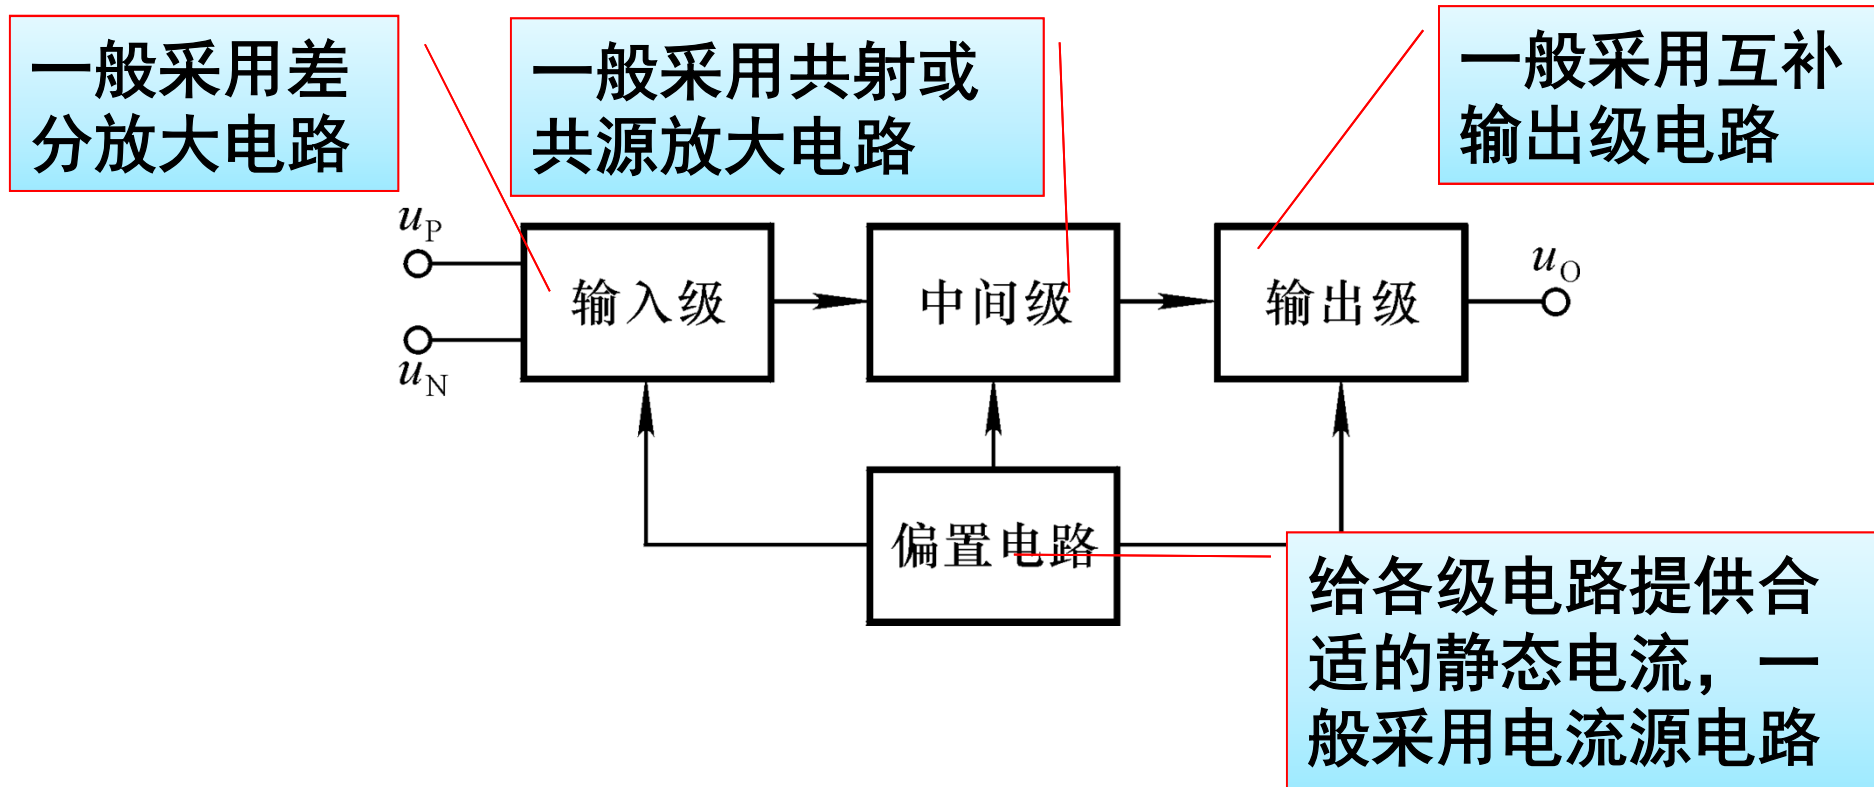 一般采用差
分放大电路
一般采用共射或
共源放大电路
一般采用互补
输出级电路
uP
uN
输入级
中间级
输出级
uO
偏置电路
给各级电路提供合
适的静态电流，一
般采用电流源电路